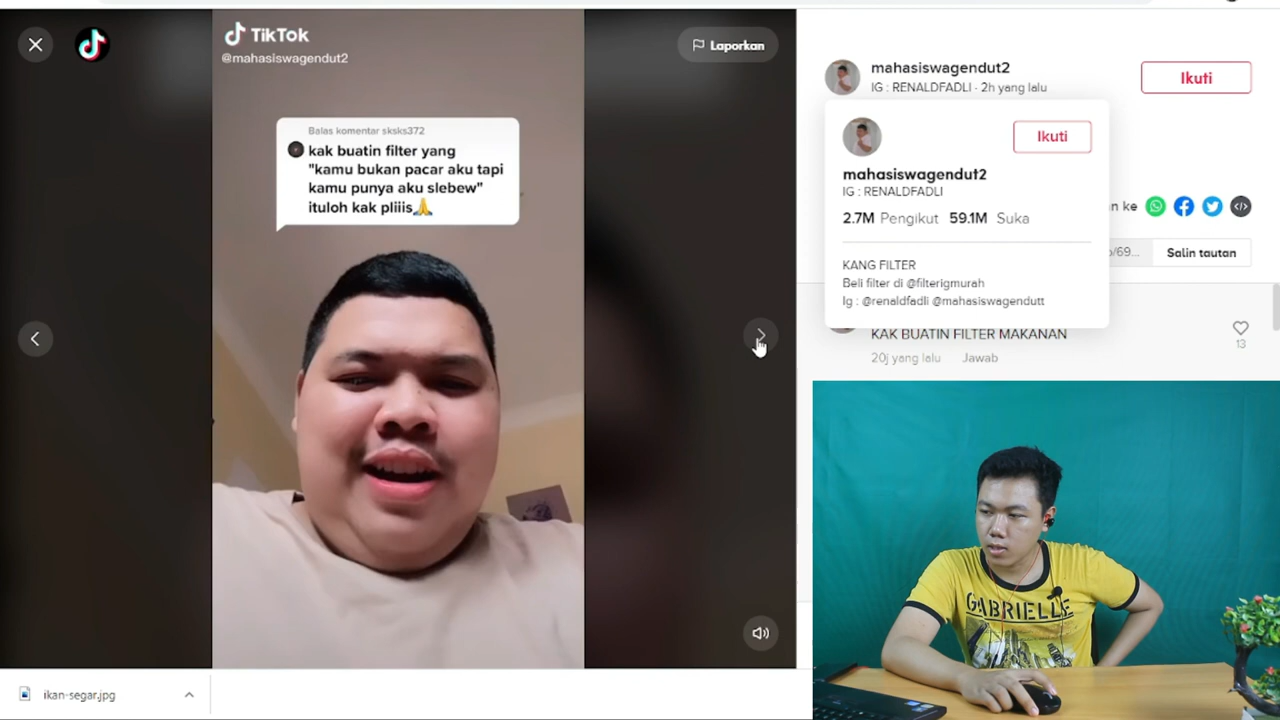 TikTok
@mahasiswagendut2
Laporkan
Balas komentar sksks372
kak buatin filter yang
"kamu bukan pacar aku tapi
kamu punya aku slebew"
ituloh kak pliiis🙏
mahasiswagendut2
IG : RENALDFADLI · 2h yang lalu
Ikuti
Ikuti
mahasiswagendut2
IG : RENALDFADLI
2.7M Pengikut 59.1M Suka
n ke
/69...
Salin tautan
KANG FILTER
Beli filter di @filterigmurah
Ig : @renaldfadli @mahasiswagendutt
KAK BUATIN FILTER MAKANAN
13
20j yang lalu Jawab
GABRIELLE
ikan-segar.jpg